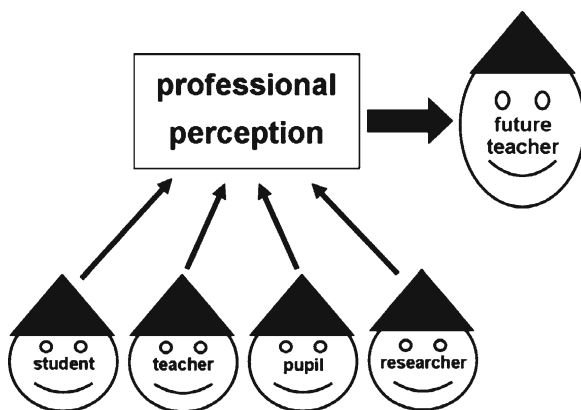 professional
perception
future
teacher
student
teacher
pupil
researcher